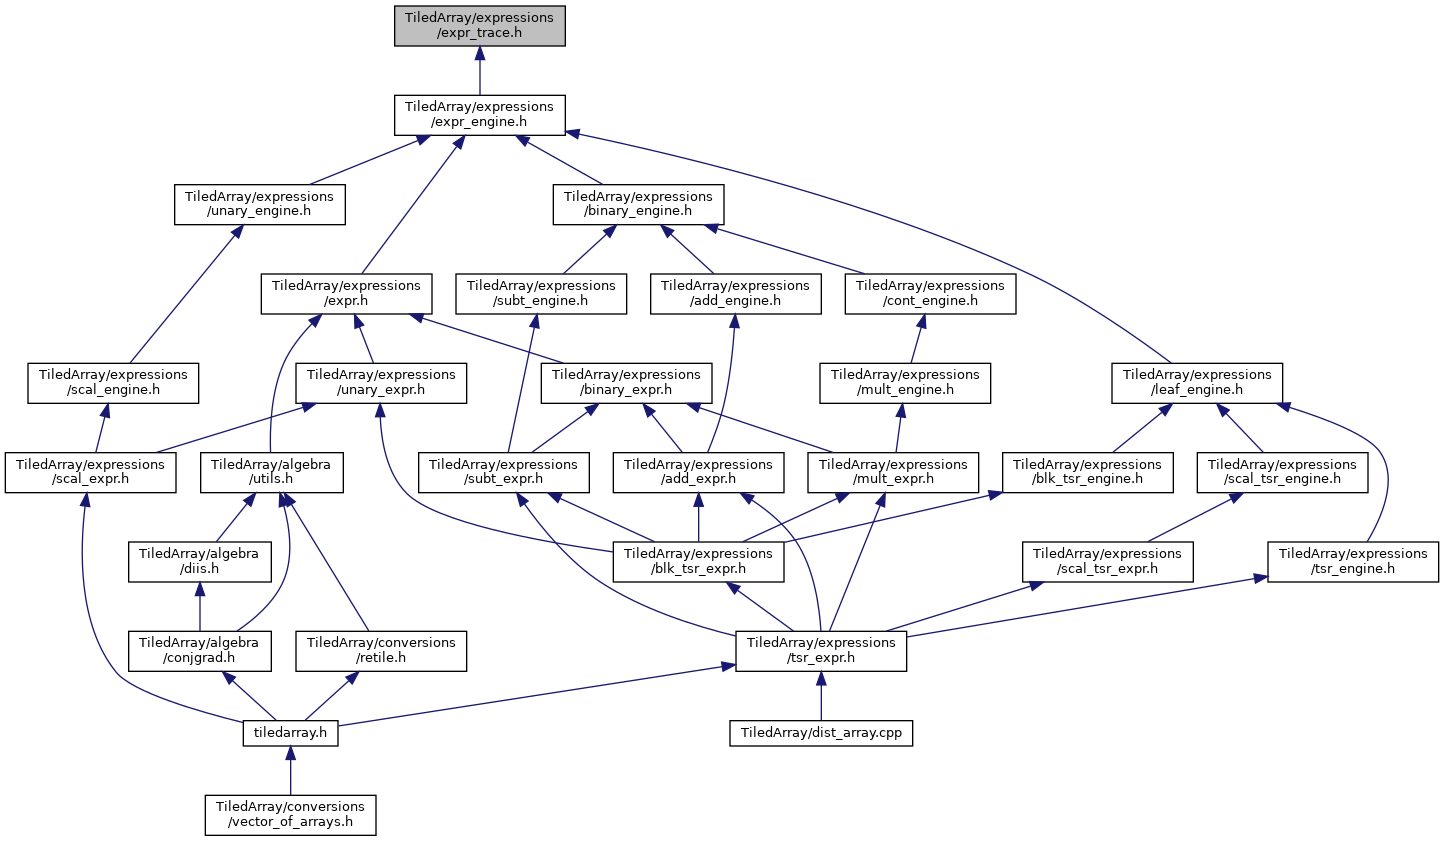 TiledArray/expressions
/expr_trace.h
TiledArray/expressions
/expr_engine.h
TiledArray/expressions
/unary_engine.h
TiledArray/expressions
/binary_engine.h
TiledArray/expressions
/expr.h
TiledArray/expressions
/subt_engine.h
TiledArray/expressions
/add_engine.h
TiledArray/expressions
/cont_engine.h
TiledArray/expressions
/scal_engine.h
TiledArray/expressions
/unary_expr.h
TiledArray/expressions
/binary_expr.h
TiledArray/expressions
/mult_engine.h
TiledArray/expressions
/leaf_engine.h
TiledArray/expressions
/scal_expr.h
TiledArray/algebra
/utils.h
TiledArray/expressions
/subt_expr.h
TiledArray/expressions
/add_expr.h
TiledArray/expressions
/mult_expr.h
TiledArray/expressions
/blk_tsr_engine.h
TiledArray/expressions
/scal_tsr_engine.h
TiledArray/algebra
/diis.h
TiledArray/expressions
/blk_tsr_expr.h
TiledArray/expressions
/scal_tsr_expr.h
TiledArray/expressions
/tsr_engine.h
TiledArray/algebra
/conjgrad.h
TiledArray/conversions
/retile.h
TiledArray/expressions
/tsr_expr.h
tiledarray.h
TiledArray/dist_array.cpp
TiledArray/conversions
/vector_of_arrays.h